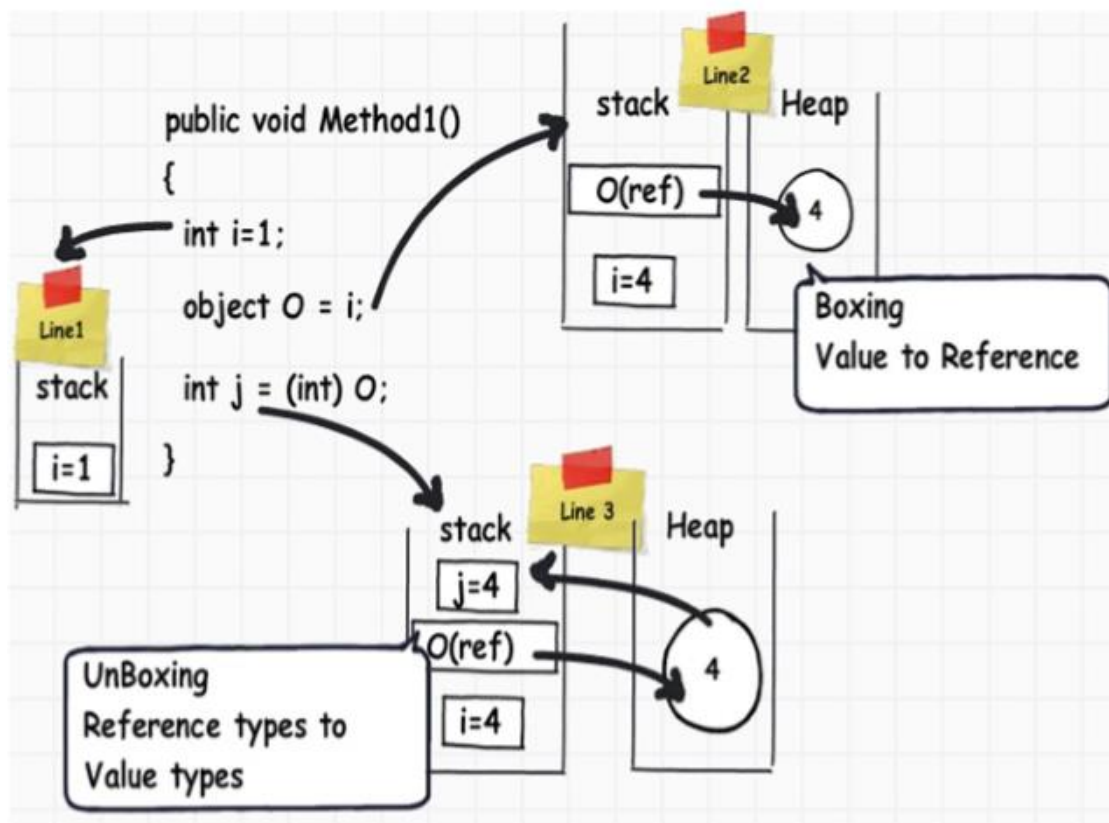 public void Method1()
{
int i=1;
object O = i;
int j = (int) O;
}
Line1
stack
i=1
Line2
stack
Heap
O(ref)
4
i=4
Boxing
Value to Reference
Line 3
stack
Heap
j=4
O(ref)
4
i=4
UnBoxing
Reference types to
Value types